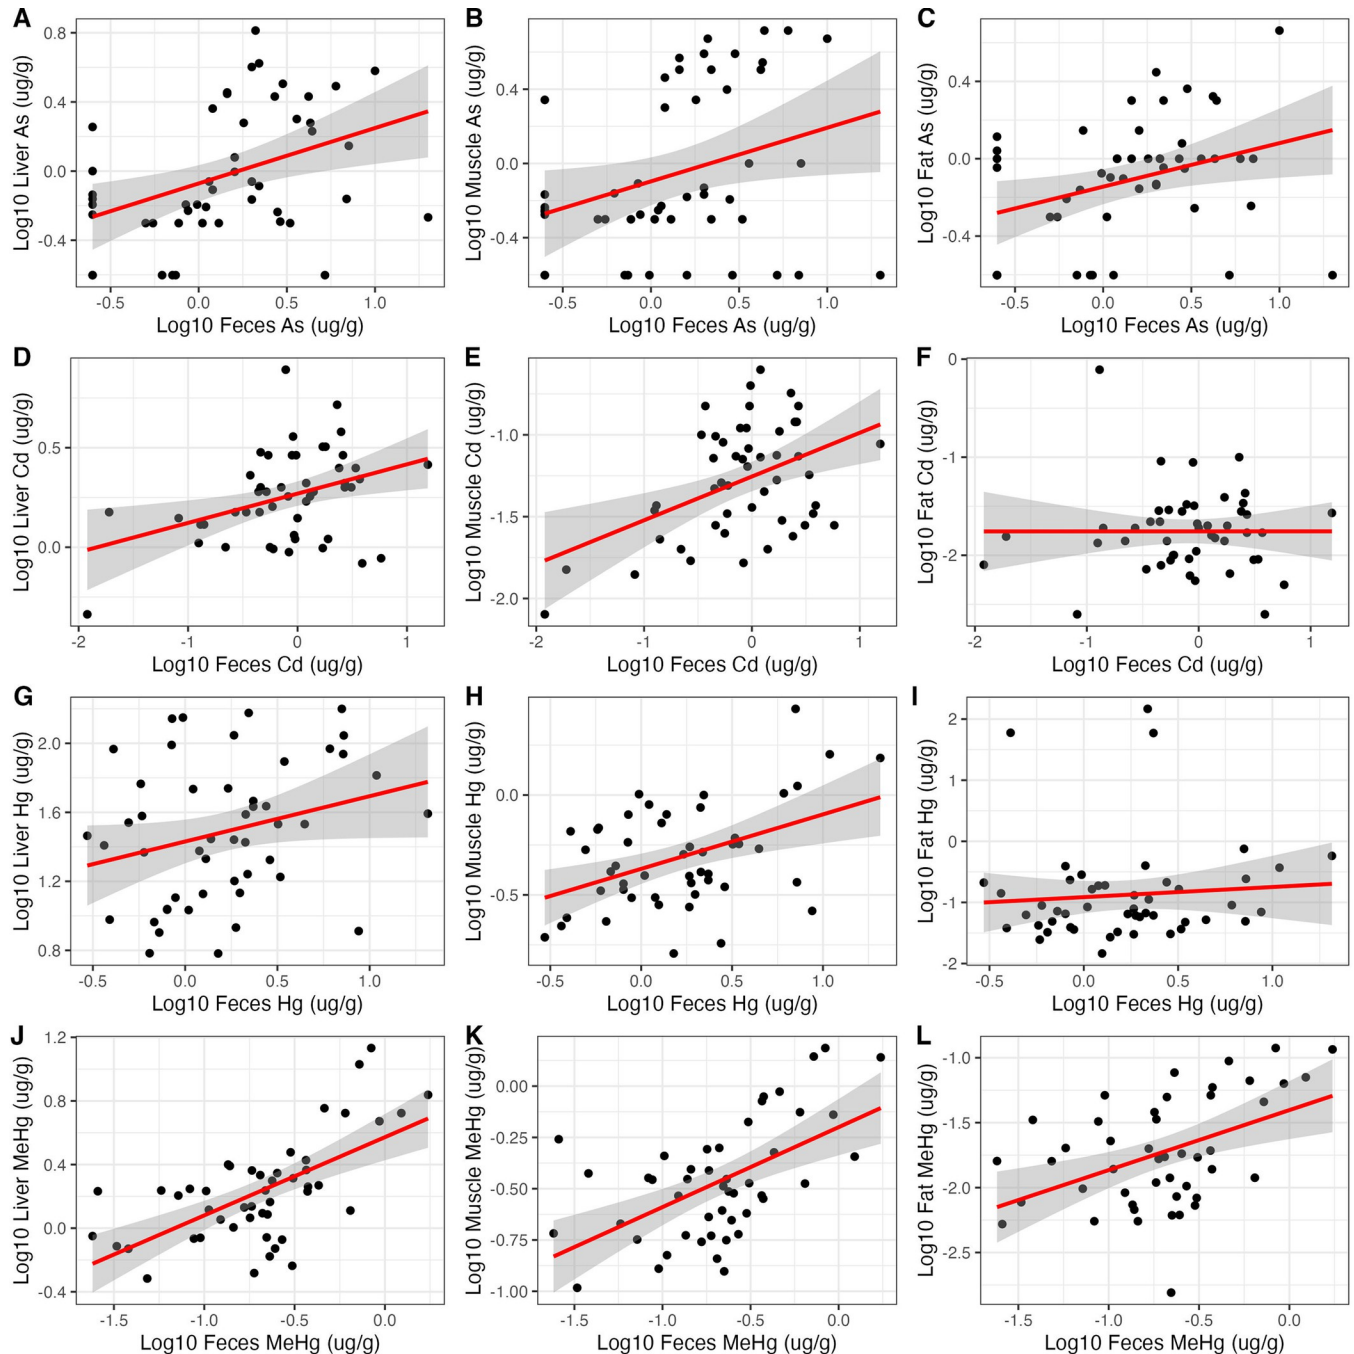 A
B
C
Log10 Liver As (ug/g)
0.8
0.4
0.0
-0.4
-0.5
0.0
0.5
1.0
Log10 Feces As (ug/g)
Log10 Muscle As (ug/g)
0.4
0.0
-0.4
-0.5
0.0
0.5
1.0
Log10 Feces As (ug/g)
Log10 Fat As (ug/g)
0.4
0.0
-0.4
-0.5
0.0
0.5
1.0
Log10 Feces As (ug/g)
D
E
F
Log10 Liver Cd (ug/g)
0.5
0.0
-2
-1
0
1
Log10 Feces Cd (ug/g)
Log10 Muscle Cd (ug/g)
-1.0
-1.5
-2.0
-2
-1
0
1
Log10 Feces Cd (ug/g)
Log10 Fat Cd (ug/g)
0
-1
-2
-2
-1
0
1
Log10 Feces Cd (ug/g)
G
H
I
Log10 Liver Hg (ug/g)
2.0
1.6
1.2
0.8
-0.5
0.0
0.5
1.0
Log10 Feces Hg (ug/g)
Log10 Muscle Hg (ug/g)
0.0
-0.5
-0.5
0.0
0.5
1.0
Log10 Feces Hg (ug/g)
Log10 Fat Hg (ug/g)
2
1
0
-1
-2
-0.5
0.0
0.5
1.0
Log10 Feces Hg (ug/g)
J
K
L
Log10 Liver MeHg (ug/g)
1.2
0.8
0.4
0.0
-0.4
-1.5
-1.0
-0.5
0.0
Log10 Feces MeHg (ug/g)
Log10 Muscle MeHg (ug/g)
0.00
-0.25
-0.50
-0.75
-1.00
-1.5
-1.0
-0.5
0.0
Log10 Feces MeHg (ug/g)
Log10 Fat MeHg (ug/g)
-1.0
-1.5
-2.0
-2.5
-1.5
-1.0
-0.5
0.0
Log10 Feces MeHg (ug/g)